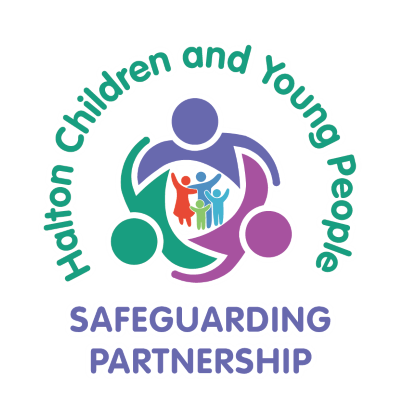 Halton Children and Young People
SAFEGUARDING
PARTNERSHIP